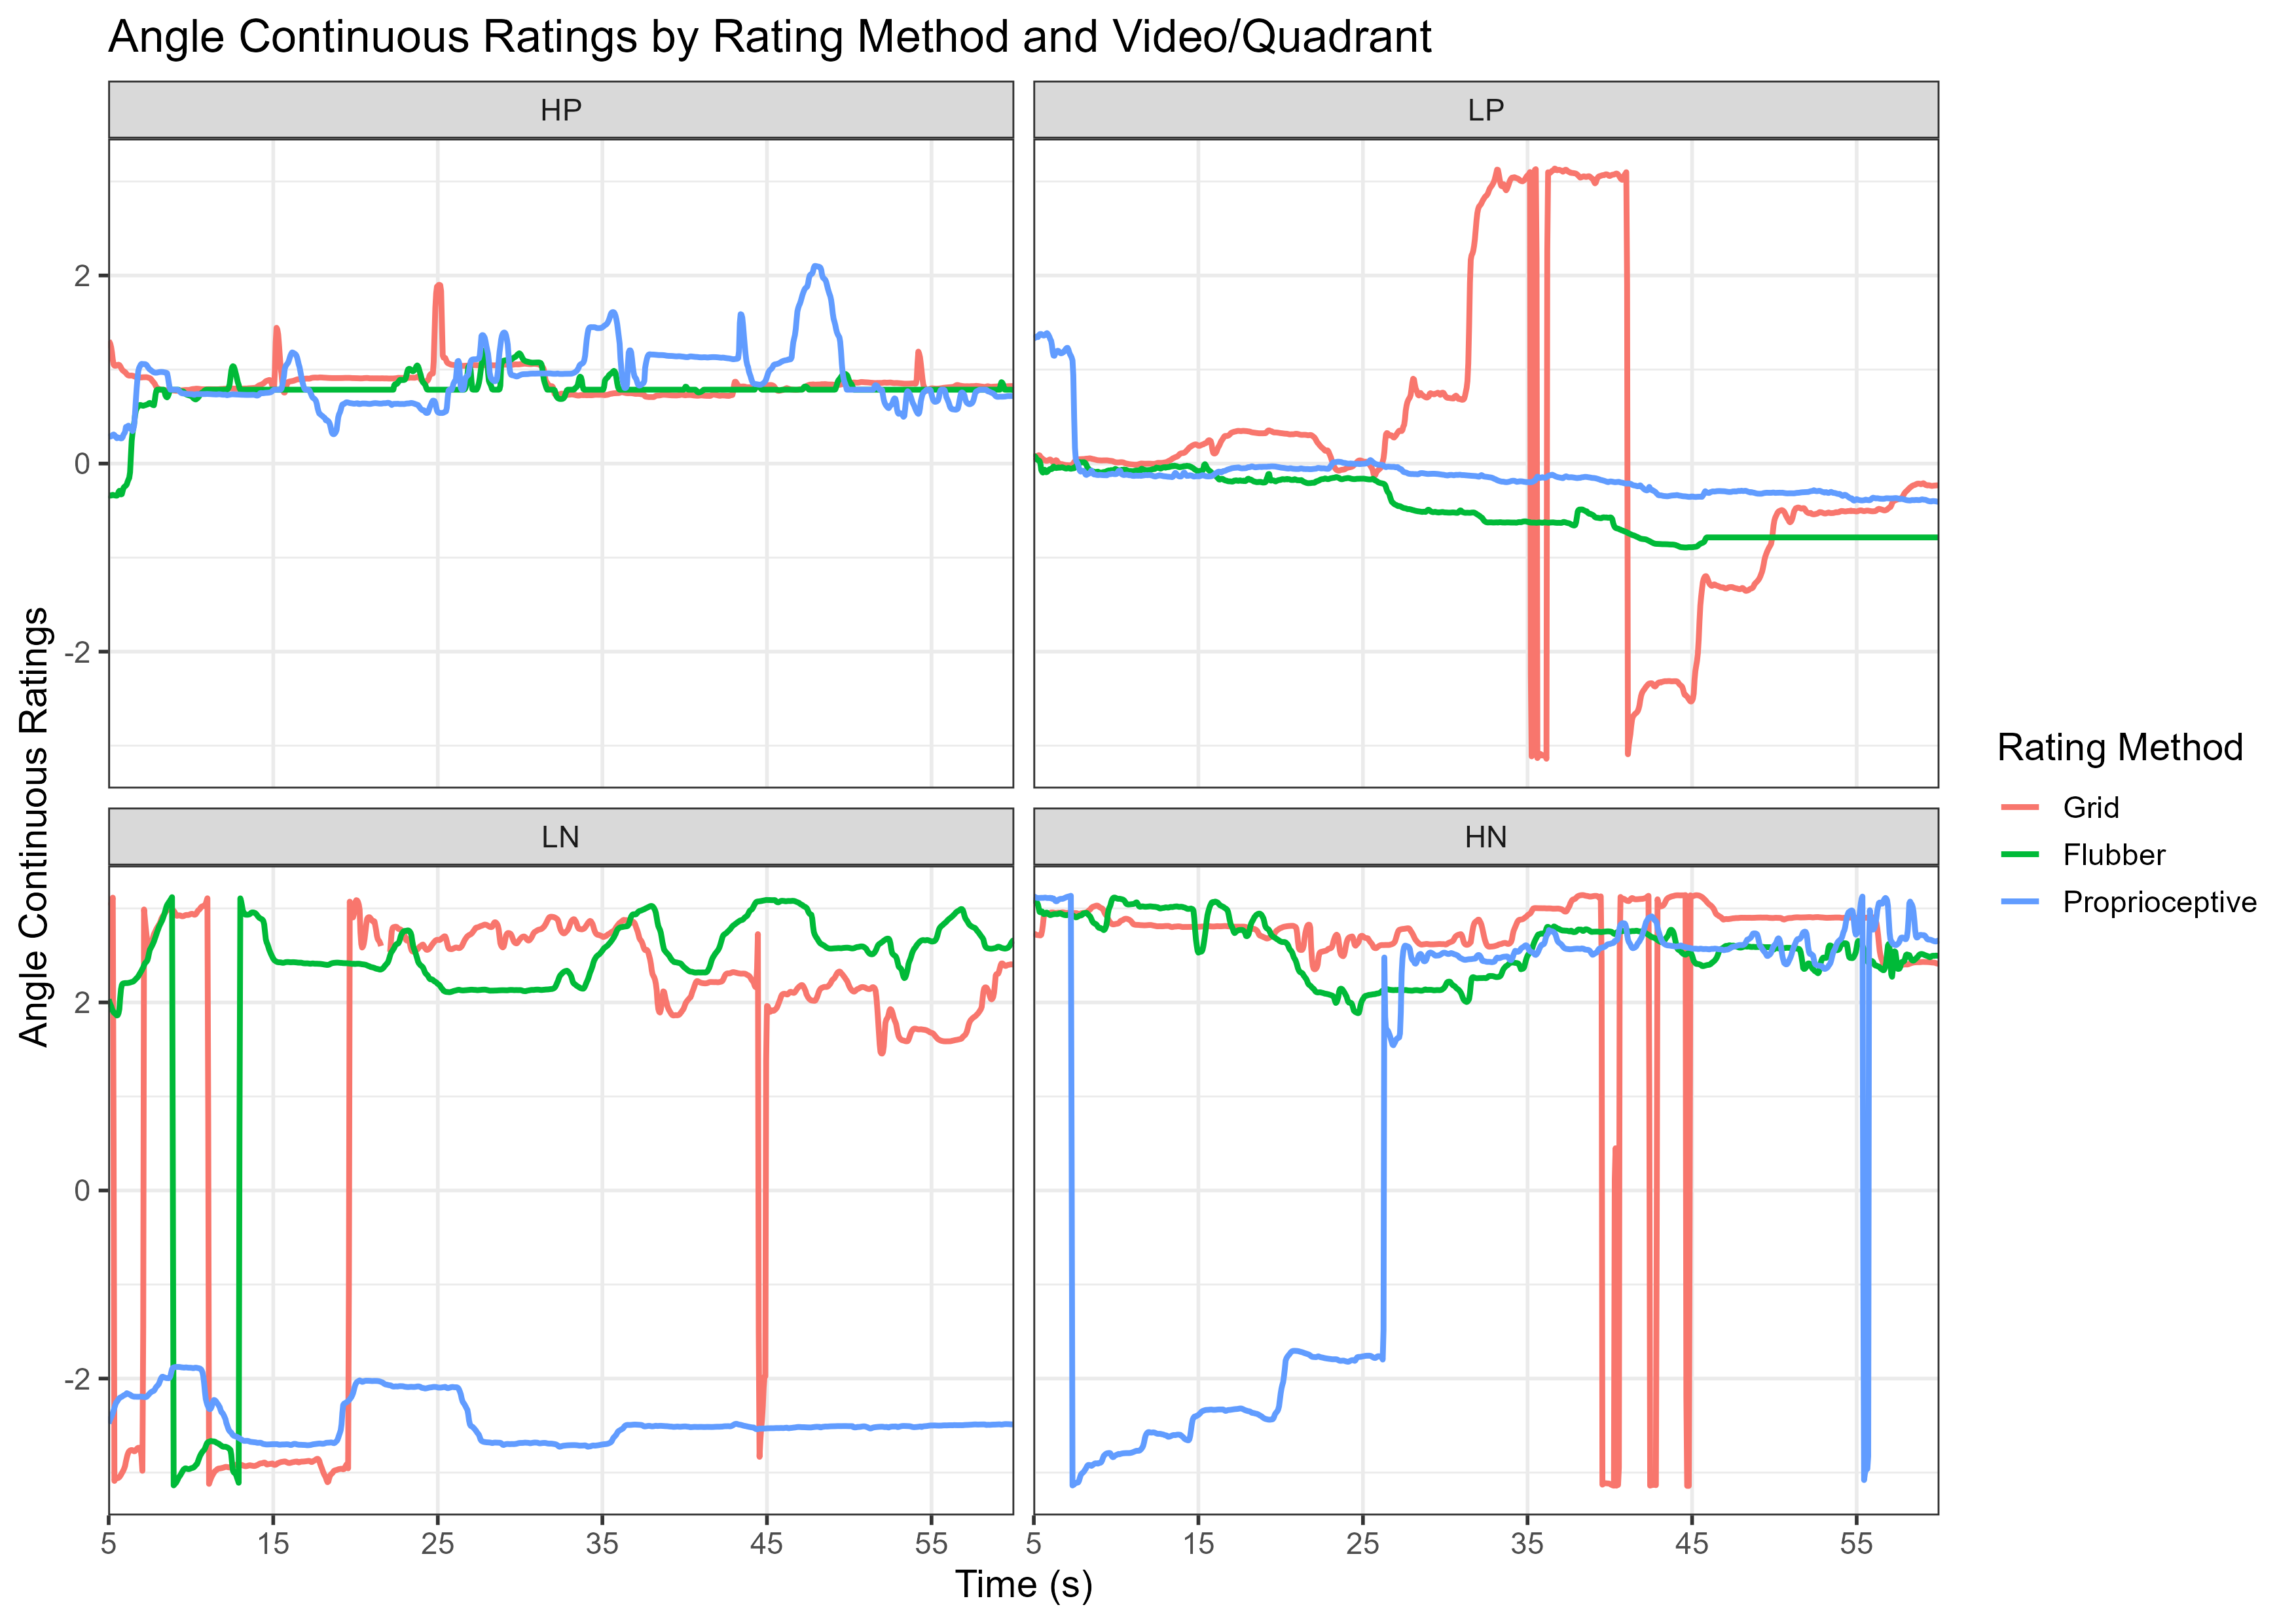 Angle Continuous Ratings by Rating Method and Video/Quadrant
HP
LP
2
0
-2
LN
HN
2
0
-2
5 15 25 35 45 55 5 15 25 35 45 55
Time (s)
Angle Continuous Ratings
Rating Method
Grid
Flubber
Proprioceptive